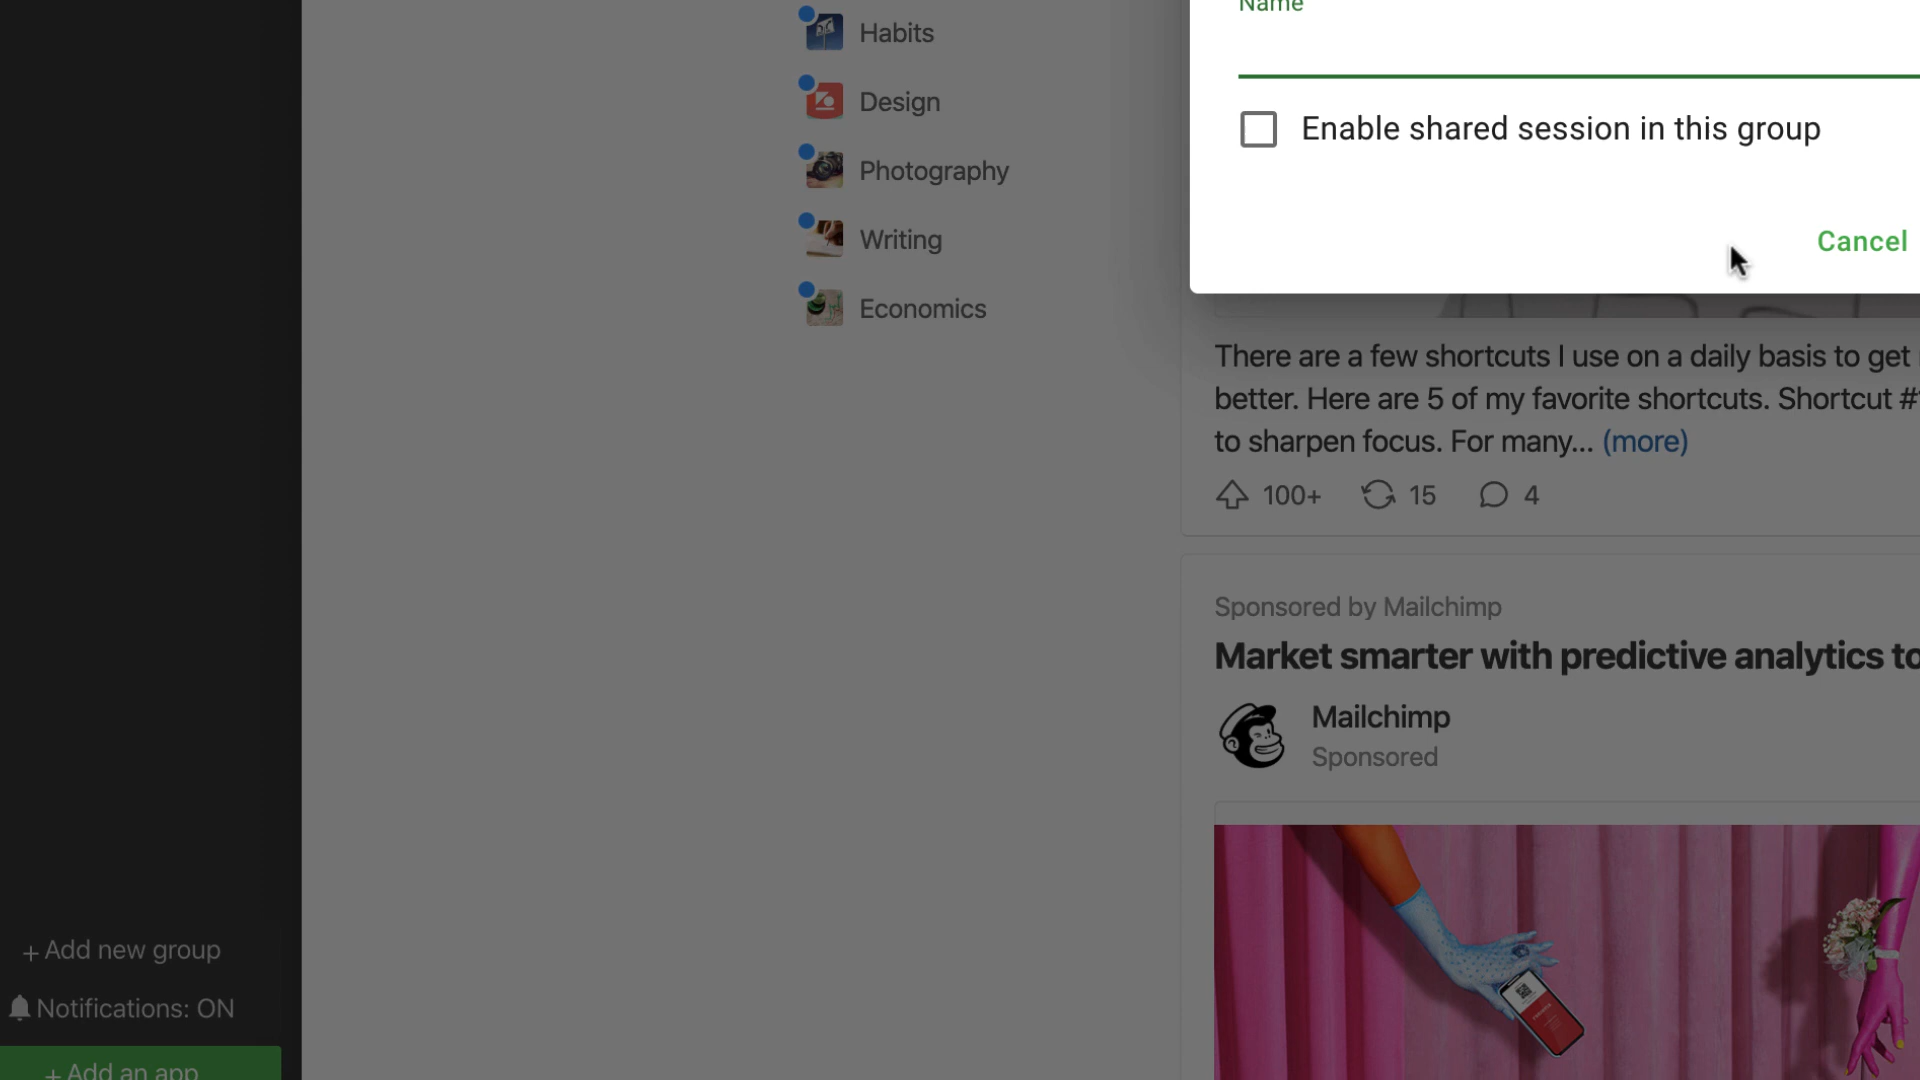 Name
Habits
Design
Enable shared session in this group
Photography
Writing
Cancel
Economics
There are a few shortcuts I use on a daily basis to get
better. Here are 5 of my favorite shortcuts. Shortcut #
to sharpen focus. For many... (more)
100+ 15 4
Sponsored by Mailchimp
Market smarter with predictive analytics to
Mailchimp
Sponsored
+ Add new group
Notifications: ON
+ Add an app